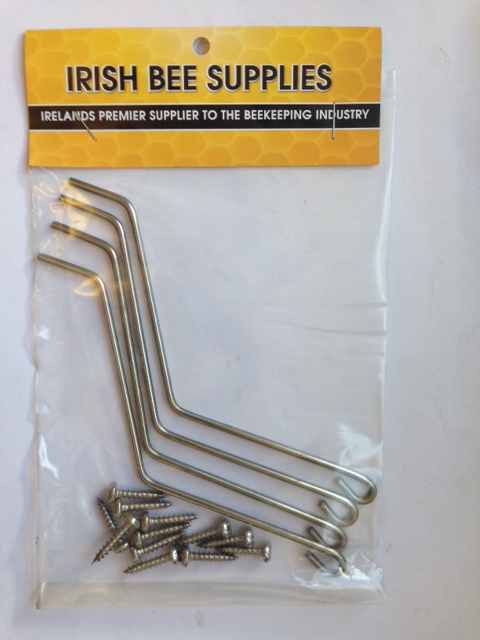 IRISH BEE SUPPLIES
IRELANDS PREMIER SUPPLIER TO THE BEEKEEPING INDUSTRY